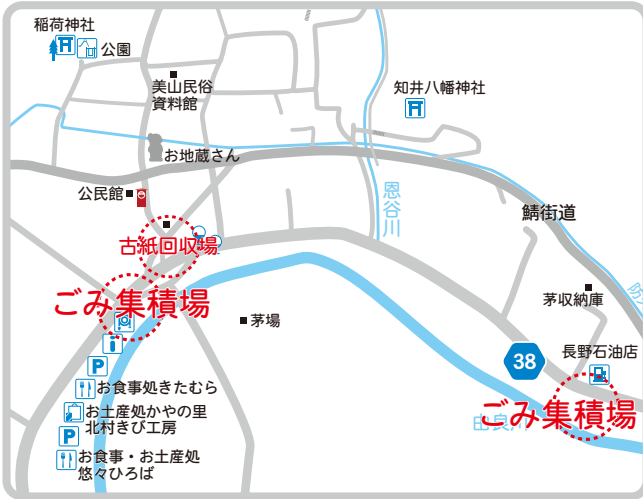 稲荷神社
公園
美山民俗
資料館
知井八幡神社
お地蔵さん
公民館
恩谷川
鯖街道
古紙回収場
ごみ集積場
茅場
茅収納庫
38
長野石油店
P
お食事処きたむら
お土産処かやの里
北村きび工房
P
お食事・お土産処
悠々ひろば
ごみ集積場
由良川